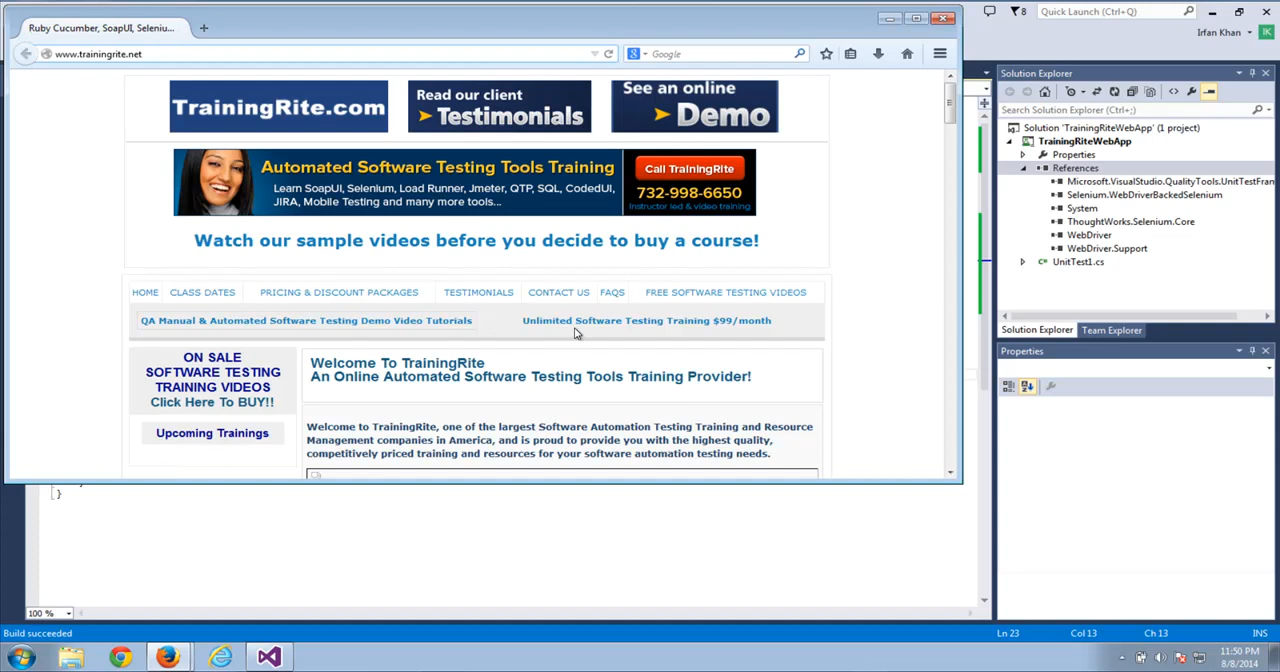 Ruby Cucumber, SoapUI, Seleniu...
www.trainingrite.net
Google
8
Quick Launch (Ctrl+Q)
Irfan Khan
IK
TrainingRite.com
Read our client
Testimonials
See an online
Demo
Automated Software Testing Tools Training
Learn SoapUI, Selenium, Load Runner, Jmeter, QTP, SQL, CodedUI,
JIRA, Mobile Testing and many more tools...
Call TrainingRite
732-998-6650
Instructor led & video training
Watch our sample videos before you decide to buy a course!
HOME CLASS DATES PRICING & DISCOUNT PACKAGES TESTIMONIALS CONTACT US FAQS FREE SOFTWARE TESTING VIDEOS
QA Manual & Automated Software Testing Demo Video Tutorials Unlimited Software Testing Training $99/month
ON SALE
SOFTWARE TESTING
TRAINING VIDEOS
Click Here To BUY!!
Upcoming Trainings
Welcome To TrainingRite
An Online Automated Software Testing Tools Training Provider!
Welcome to TrainingRite, one of the largest Software Automation Testing Training and Resource
Management companies in America, and is proud to provide you with the highest quality,
competitively priced training and resources for your software automation testing needs.
}
100 %
Solution Explorer
Search Solution Explorer (Ctrl+;)
Solution 'TrainingRiteWebApp' (1 project)
TrainingRiteWebApp
Properties
References
Microsoft.VisualStudio.QualityTools.UnitTestFran
Selenium.WebDriverBackedSelenium
System
ThoughtWorks.Selenium.Core
WebDriver
WebDriver.Support
UnitTest1.cs
Solution Explorer Team Explorer
Properties
Build succeeded
Ln 23 Col 13 Ch 13 INS
11:50 PM
8/8/2014